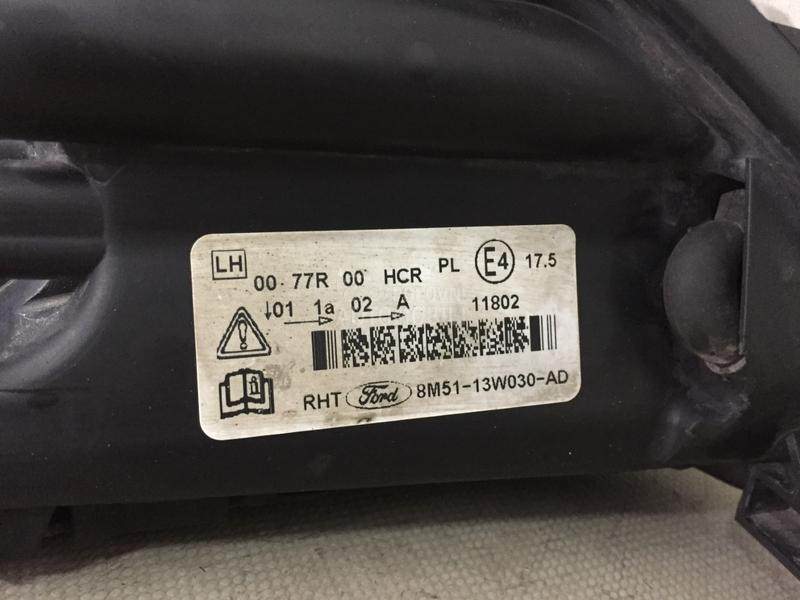 LH 00 77R 00 HCR PL E4 17.5
↓01 1a 02 A 11802
RHT Ford 8M51-13W030-AD